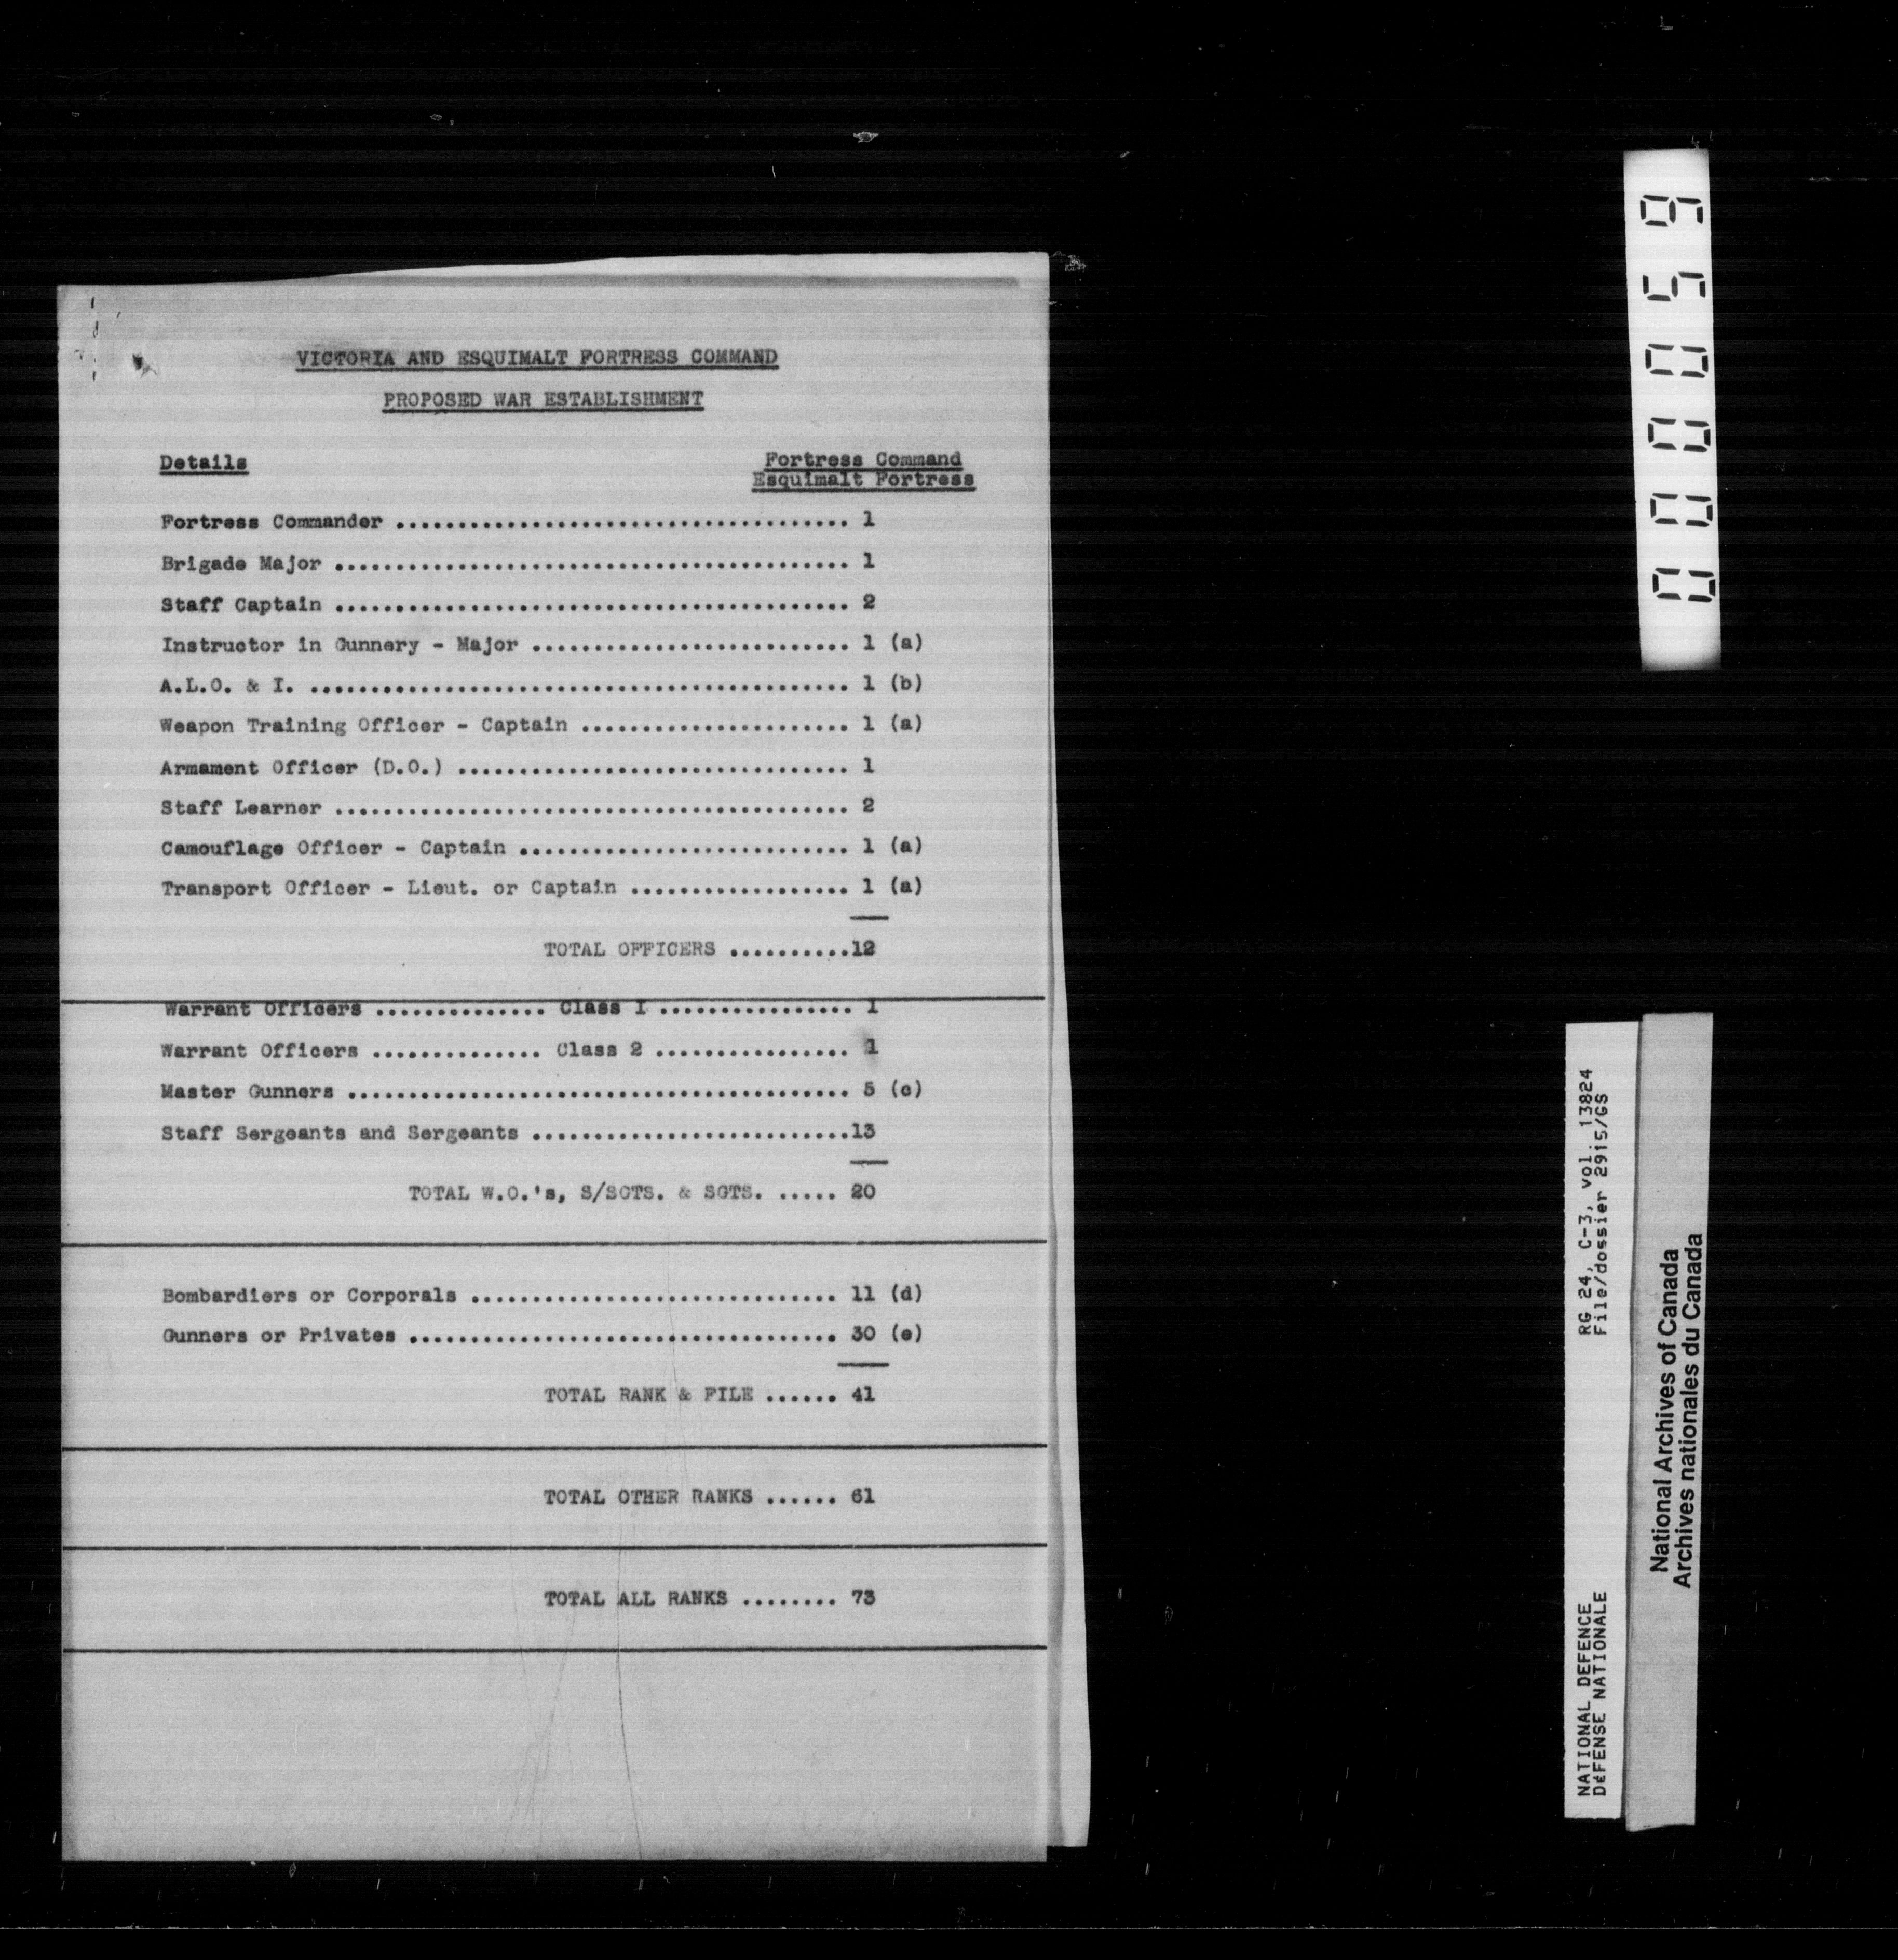 VICTORIA AND ESQUIMALT FORTRESS COMMAND
PROPOSED WAR ESTABLISHMENT
Details
Fortress Command
Esquimalt Fortress
Fortress Commander ..................................... 1
Brigade Major .......................................... 1
Staff Captain .......................................... 2
Instructor in Gunnery - Major .......................... 1 (a)
A.L.O. & I. ............................................ 1 (b)
Weapon Training Officer - Captain ...................... 1 (a)
Armament Officer (D.O.) ................................ 1
Staff Learner .......................................... 2
Camouflage Officer - Captain ........................... 1 (a)
Transport Officer - Lieut. or Captain .................. 1 (a)
TOTAL OFFICERS ..........12
Warrant Officers .............. Class I ................ 1
Warrant Officers .............. Class 2 ................ 1
Master Gunners ......................................... 5 (c)
Staff Sergeants and Sergeants ..........................13
TOTAL W.O.'s, S/SGTS. & SGTS. ..... 20
Bombardiers or Corporals .............................. 11 (d)
Gunners or Privates ................................... 30 (e)
TOTAL RANK & FILE ...... 41
TOTAL OTHER RANKS ...... 61
TOTAL ALL RANKS ........ 73
000059
NATIONAL DEFENCE RG 24, C-3, vol. 13824
DÉFENSE NATIONALE File/dossier 2915/GS
National Archives of Canada
Archives nationales du Canada